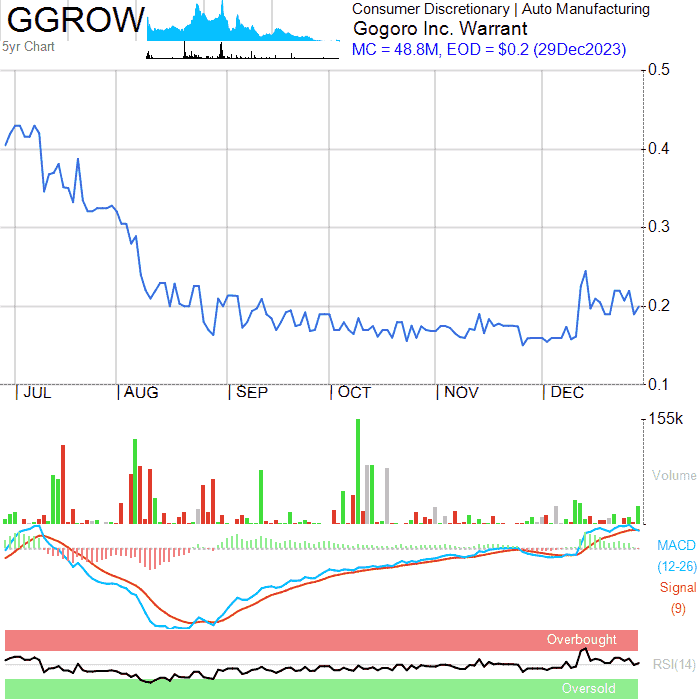 GGROW
5yr Chart
Consumer Discretionary | Auto Manufacturing
Gogoro Inc. Warrant
MC = 48.8M, EOD = $0.2 (29Dec2023)
0.5
0.4
0.3
0.2
0.1
JUL AUG SEP OCT NOV DEC
155k
Volume
MACD
(12-26)
Signal
(9)
Overbought
RSI(14)
Oversold